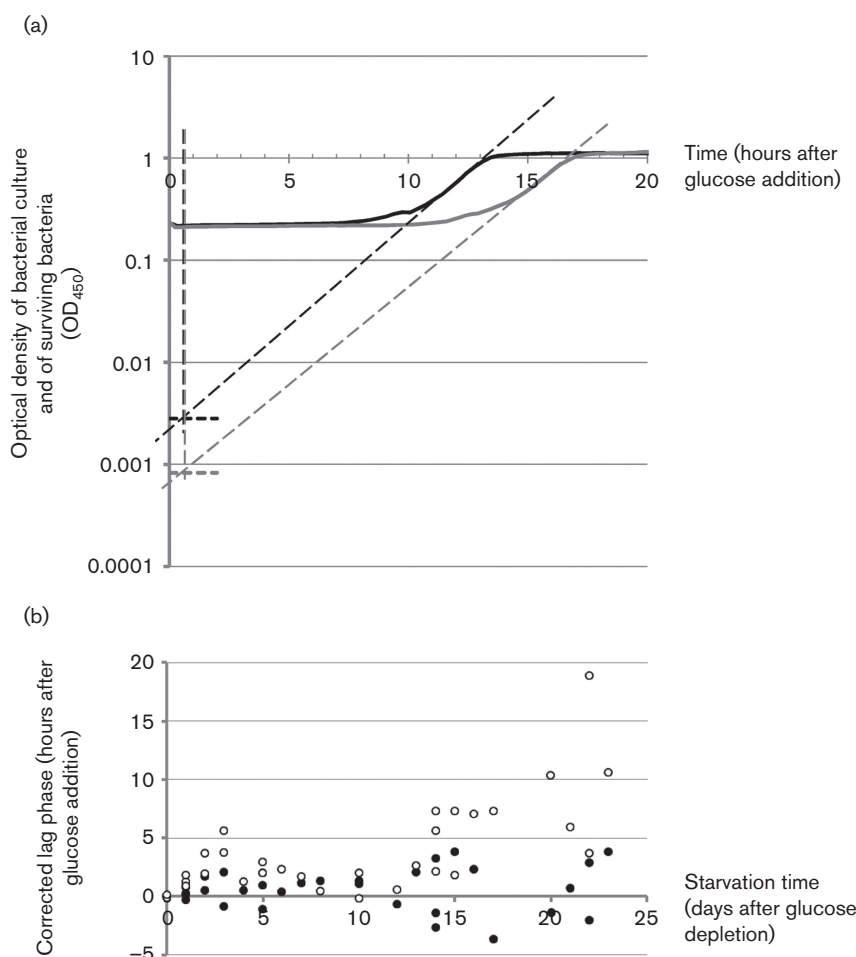 (a)
10
1
0.1
0.01
0.001
0.0001
0
5
10
15
20
Time (hours after
glucose addition)
Optical density of bacterial culture
and of surviving bacteria
(OD450)
(b)
20
15
10
5
0
–5
0
5
10
15
20
25
Corrected lag phase (hours after
glucose addition)
Starvation time
(days after glucose
depletion)